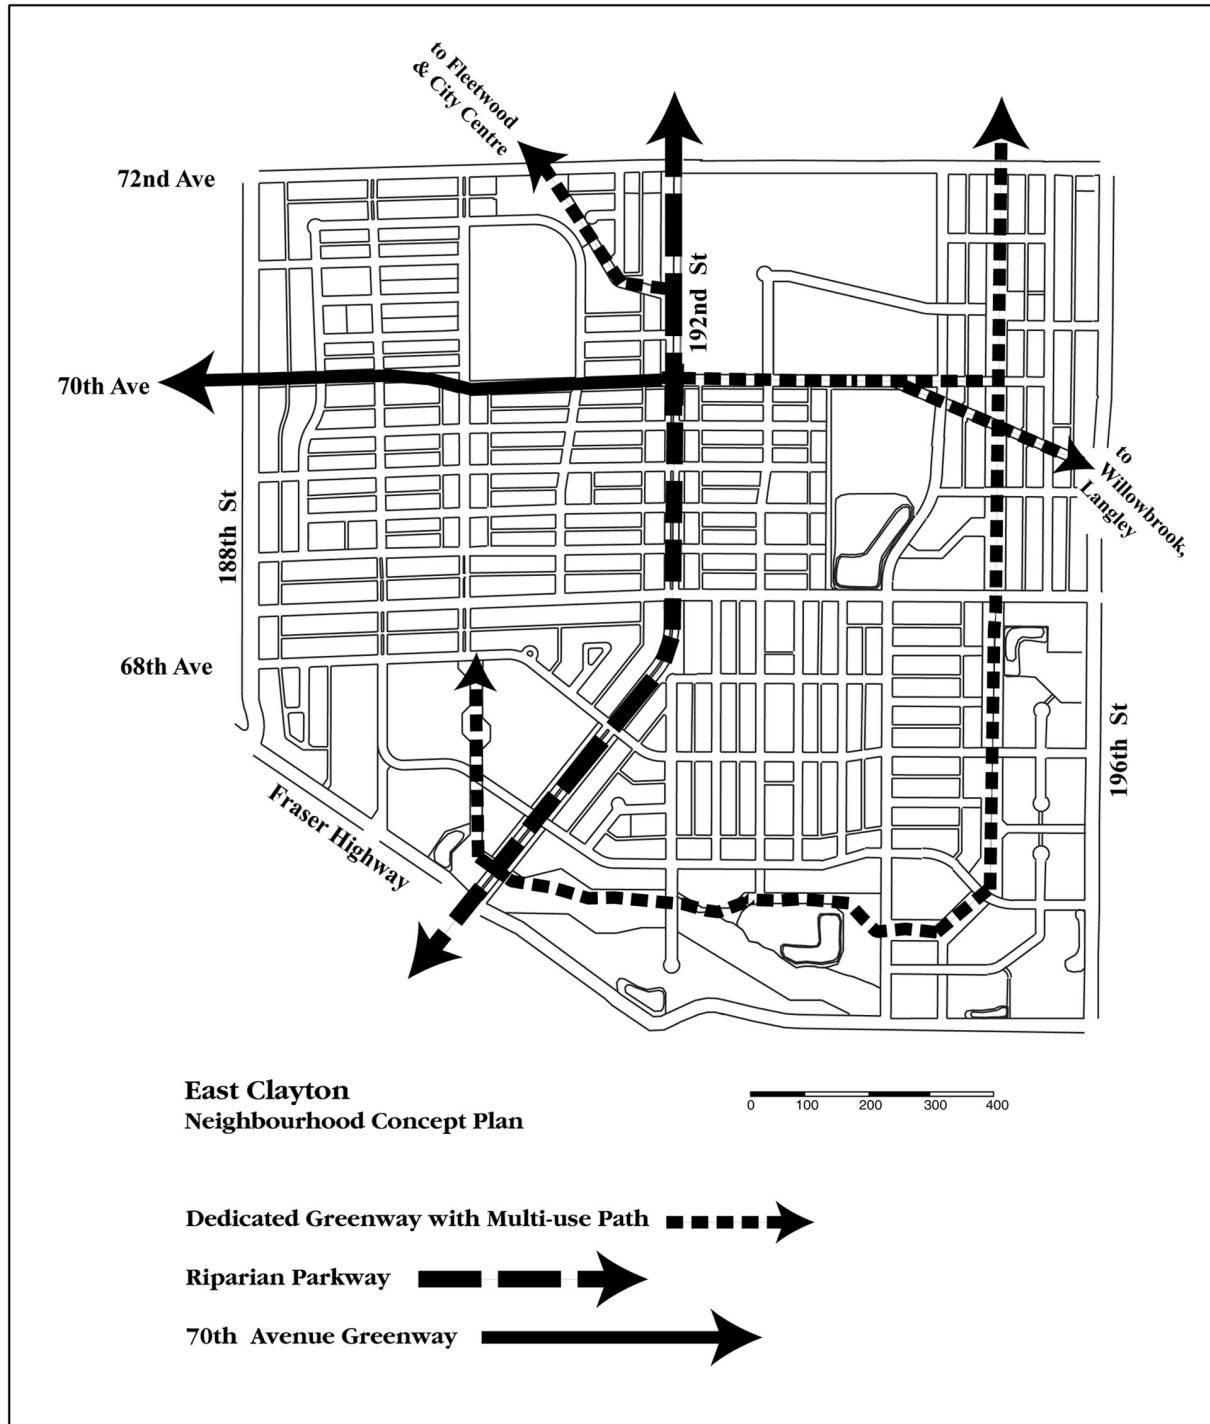 to Fleetwood
& City Centre
72nd Ave
192nd St
70th Ave
to
Willowbrook,
Langley
188th St
68th Ave
196th St
Fraser Highway
East Clayton
Neighbourhood Concept Plan
0 100 200 300 400
Dedicated Greenway with Multi-use Path
Riparian Parkway
70th Avenue Greenway